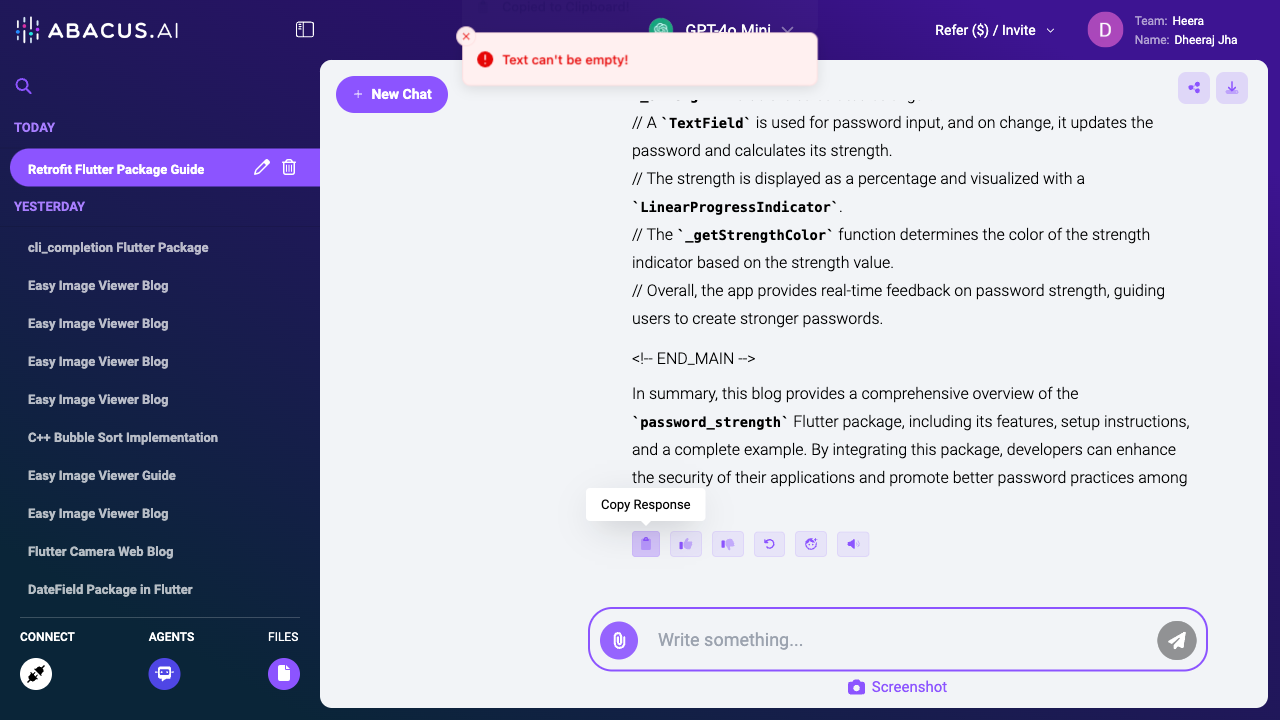 ABACUS.AI
GPT-4o Mini
Refer ($) / Invite
D
Team: Heera
Name: Dheeraj Jha
Text can't be empty!
New Chat
TODAY
Retrofit Flutter Package Guide
YESTERDAY
cli_completion Flutter Package
Easy Image Viewer Blog
Easy Image Viewer Blog
Easy Image Viewer Blog
Easy Image Viewer Blog
C++ Bubble Sort Implementation
Easy Image Viewer Guide
Easy Image Viewer Blog
Flutter Camera Web Blog
DateField Package in Flutter
CONNECT
AGENTS
FILES
// A `TextField` is used for password input, and on change, it updates the
password and calculates its strength.
// The strength is displayed as a percentage and visualized with a
`LinearProgressIndicator`.
// The `_getStrengthColor` function determines the color of the strength
indicator based on the strength value.
// Overall, the app provides real-time feedback on password strength, guiding
users to create stronger passwords.
<!-- END_MAIN -->
In summary, this blog provides a comprehensive overview of the
`password_strength` Flutter package, including its features, setup instructions,
and a complete example. By integrating this package, developers can enhance
the security of their applications and promote better password practices among
Copy Response
Write something...
Screenshot